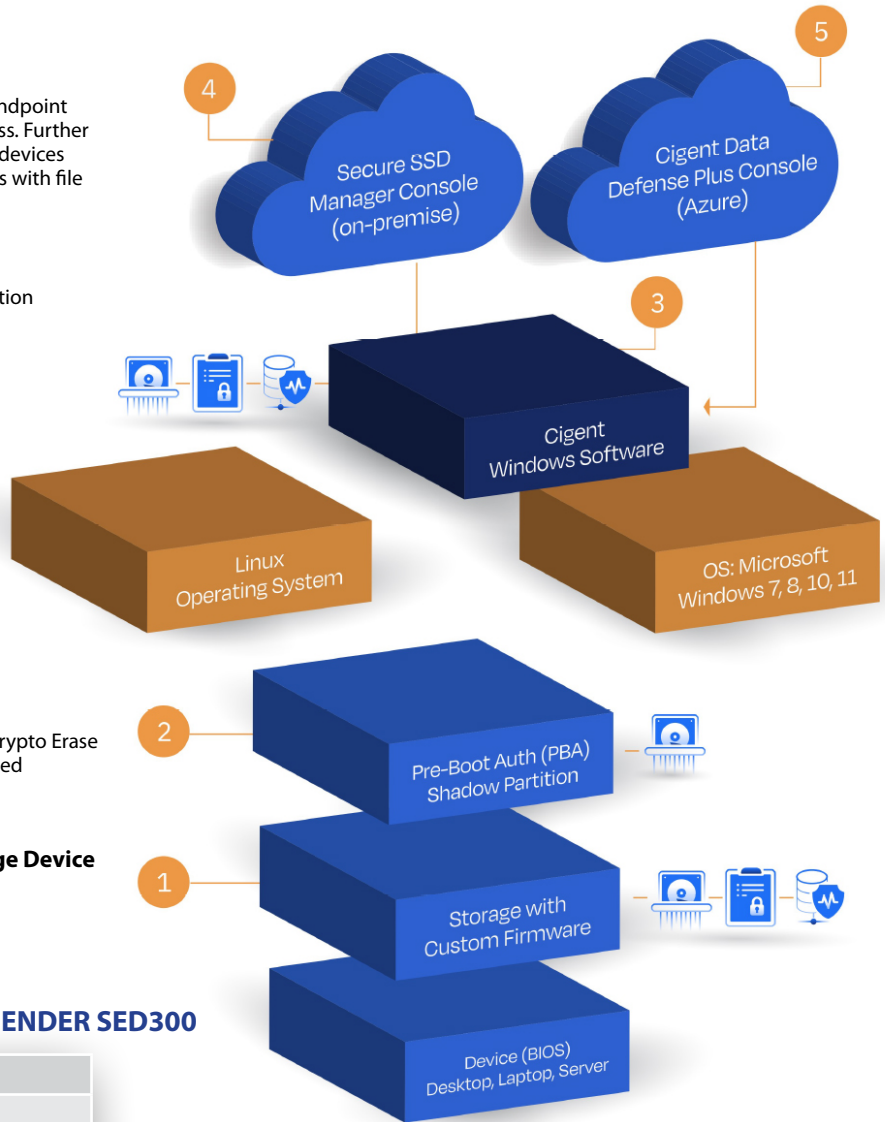 ndpoint
ss. Further
devices
s with file
tion
rypto Erase
ed
ge Device
ENDER SED300
5
4
Secure SSD
Manager Console
(on-premise)
Cigent Data
Defense Plus Console
(Azure)
3
Cigent
Windows Software
Linux
Operating System
OS: Microsoft
Windows 7, 8, 10, 11
2
Pre-Boot Auth (PBA)
Shadow Partition
1
Storage with
Custom Firmware
Device (BIOS)
Desktop, Laptop, Server